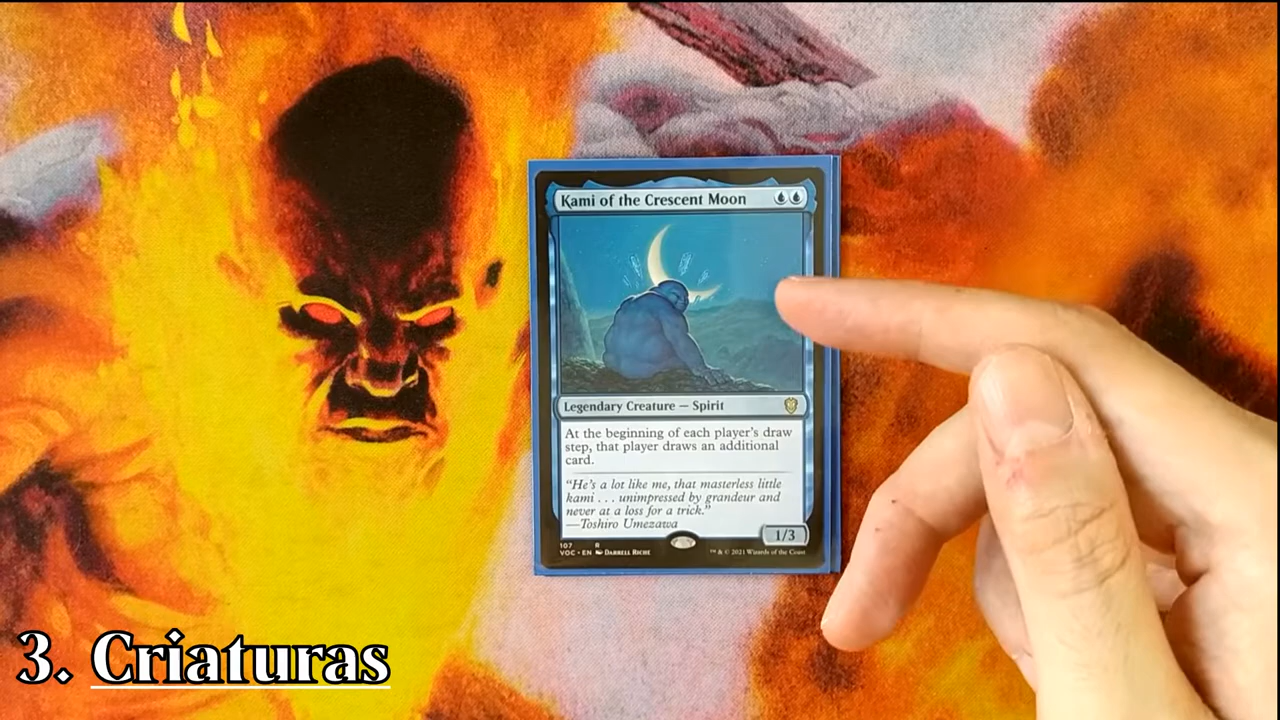 Kami of the Crescent Moon
Legendary Creature — Spirit
At the beginning of each player's draw
step, that player draws an additional
card.
"He's a lot like me, that masterless little
kami . . . unimpressed by grandeur and
never at a loss for a trick."
—Toshiro Umezawa
1/3
107 R
VOC • EN Darrell Riche
™ & © 2021 Wizards of the Coast
3. Criaturas